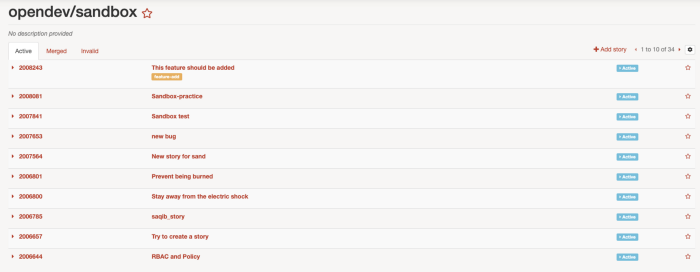 opendev/sandbox
No description provided
Active Merged Invalid
Add story 1 to 10 of 34
2008243 This feature should be added Active
feature-add
2008081 Sandbox-practice Active
2007841 Sandbox test Active
2007653 new bug Active
2007564 New story for sand Active
2006801 Prevent being burned Active
2006800 Stay away from the electric shock Active
2006785 saqib_story Active
2006657 Try to create a story Active
2006644 RBAC and Policy Active